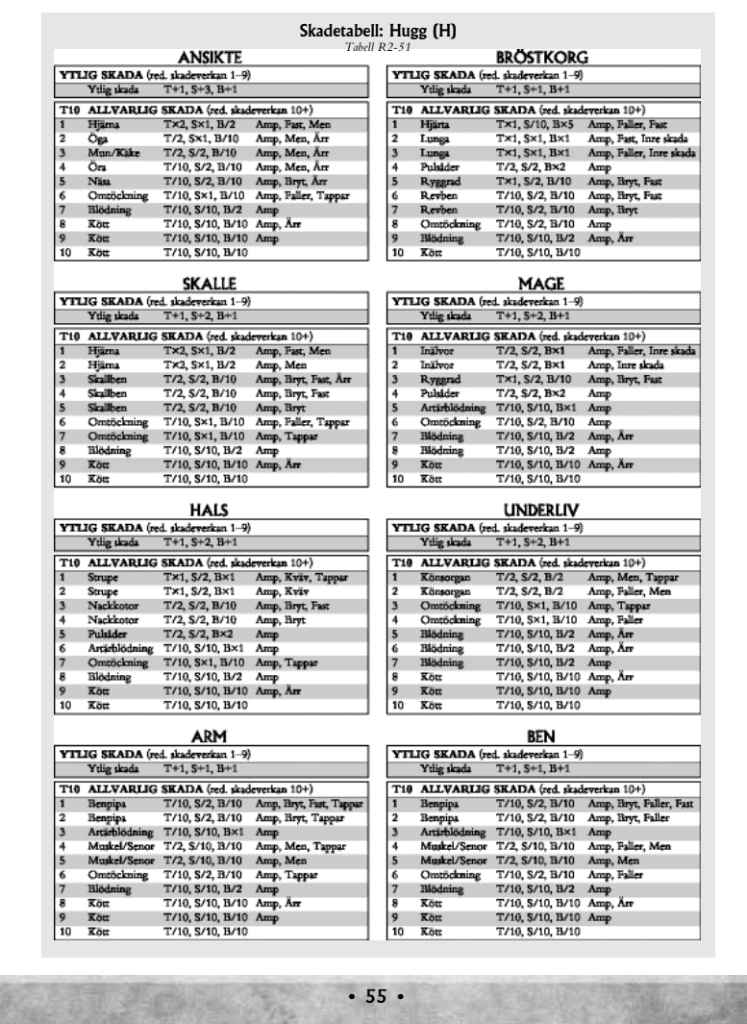 Skadetabell: Hugg (H)
Tabell R2-51
ANSIKTE
YTLIG SKADA (red. skadeverkan 1–9)
Ytlig skada T+1, S+3, B+1
T10 ALLVARLIG SKADA (red. skadeverkan 10+)
1 Hjärna T×2, S×1, B/2 Amp, Fast, Men
2 Öga T/2, S×1, B/10 Amp, Men, Ärr
3 Mun/Käke T/2, S/2, B/10 Amp, Men, Ärr
4 Öra T/10, S/2, B/10 Amp, Men, Ärr
5 Näsa T/10, S/2, B/10 Amp, Bryt, Ärr
6 Omtöckning T/10, S×1, B/10 Amp, Faller, Tappar
7 Blödning T/10, S/10, B/2 Amp
8 Kött T/10, S/10, B/10 Amp, Ärr
9 Kött T/10, S/10, B/10 Amp
10 Kött T/10, S/10, B/10
SKALLE
YTLIG SKADA (red. skadeverkan 1–9)
Ytlig skada T+1, S+2, B+1
T10 ALLVARLIG SKADA (red. skadeverkan 10+)
1 Hjärna T×2, S×1, B/2 Amp, Fast, Men
2 Hjärna T×2, S×1, B/2 Amp, Men
3 Skallben T/2, S/2, B/10 Amp, Bryt, Fast, Ärr
4 Skallben T/2, S/2, B/10 Amp, Bryt, Fast
5 Skallben T/2, S/2, B/10 Amp, Bryt
6 Omtöckning T/10, S×1, B/10 Amp, Faller, Tappar
7 Omtöckning T/10, S×1, B/10 Amp, Tappar
8 Blödning T/10, S/10, B/2 Amp
9 Kött T/10, S/10, B/10 Amp, Ärr
10 Kött T/10, S/10, B/10
HALS
YTLIG SKADA (red. skadeverkan 1–9)
Ytlig skada T+1, S+2, B+1
T10 ALLVARLIG SKADA (red. skadeverkan 10+)
1 Strupe T×1, S/2, B×1 Amp, Kväv, Tappar
2 Strupe T×1, S/2, B×1 Amp, Kväv
3 Nackkotor T/2, S/2, B/10 Amp, Bryt, Fast
4 Nackkotor T/2, S/2, B/10 Amp, Bryt
5 Pulsåder T/2, S/2, B×2 Amp
6 Artärblödning T/10, S/10, B×1 Amp
7 Omtöckning T/10, S×1, B/10 Amp, Tappar
8 Blödning T/10, S/10, B/2 Amp
9 Kött T/10, S/10, B/10 Amp, Ärr
10 Kött T/10, S/10, B/10
ARM
YTLIG SKADA (red. skadeverkan 1–9)
Ytlig skada T+1, S+1, B+1
T10 ALLVARLIG SKADA (red. skadeverkan 10+)
1 Benpipa T/10, S/2, B/10 Amp, Bryt, Fast, Tappar
2 Benpipa T/10, S/2, B/10 Amp, Bryt, Tappar
3 Artärblödning T/10, S/10, B×1 Amp
4 Muskel/Senor T/2, S/10, B/10 Amp, Men, Tappar
5 Muskel/Senor T/2, S/10, B/10 Amp, Men
6 Omtöckning T/10, S/2, B/10 Amp, Tappar
7 Blödning T/10, S/10, B/2 Amp
8 Kött T/10, S/10, B/10 Amp, Ärr
9 Kött T/10, S/10, B/10 Amp
10 Kött T/10, S/10, B/10
BRÖSTKORG
YTLIG SKADA (red. skadeverkan 1–9)
Ytlig skada T+1, S+1, B+1
T10 ALLVARLIG SKADA (red. skadeverkan 10+)
1 Hjärta T×1, S/10, B×5 Amp, Faller, Fast
2 Lunga T×1, S×1, B×1 Amp, Fast, Inre skada
3 Lunga T×1, S×1, B×1 Amp, Faller, Inre skada
4 Pulsåder T/2, S/2, B×2 Amp
5 Ryggrad T×1, S/2, B/10 Amp, Bryt, Fast
6 Revben T/10, S/2, B/10 Amp, Bryt, Fast
7 Revben T/10, S/2, B/10 Amp, Bryt
8 Omtöckning T/10, S/2, B/10 Amp
9 Blödning T/10, S/10, B/2 Amp, Ärr
10 Kött T/10, S/10, B/10
MAGE
YTLIG SKADA (red. skadeverkan 1–9)
Ytlig skada T+1, S+2, B+1
T10 ALLVARLIG SKADA (red. skadeverkan 10+)
1 Inälvor T/2, S/2, B×1 Amp, Faller, Inre skada
2 Inälvor T/2, S/2, B×1 Amp, Inre skada
3 Ryggrad T×1, S/2, B/10 Amp, Bryt, Fast
4 Pulsåder T/2, S/2, B×2 Amp
5 Artärblödning T/10, S/10, B×1 Amp
6 Omtöckning T/10, S/2, B/10 Amp
7 Blödning T/10, S/10, B/2 Amp, Ärr
8 Blödning T/10, S/10, B/2 Amp
9 Kött T/10, S/10, B/10 Amp, Ärr
10 Kött T/10, S/10, B/10
UNDERLIV
YTLIG SKADA (red. skadeverkan 1–9)
Ytlig skada T+1, S+2, B+1
T10 ALLVARLIG SKADA (red. skadeverkan 10+)
1 Könsorgan T/2, S/2, B/2 Amp, Men, Tappar
2 Könsorgan T/2, S/2, B/2 Amp, Faller, Men
3 Omtöckning T/10, S×1, B/10 Amp, Tappar
4 Omtöckning T/10, S×1, B/10 Amp, Faller
5 Blödning T/10, S/10, B/2 Amp, Ärr
6 Blödning T/10, S/10, B/2 Amp, Ärr
7 Blödning T/10, S/10, B/2 Amp
8 Kött T/10, S/10, B/10 Amp, Ärr
9 Kött T/10, S/10, B/10 Amp
10 Kött T/10, S/10, B/10
BEN
YTLIG SKADA (red. skadeverkan 1–9)
Ytlig skada T+1, S+1, B+1
T10 ALLVARLIG SKADA (red. skadeverkan 10+)
1 Benpipa T/10, S/2, B/10 Amp, Bryt, Faller, Fast
2 Benpipa T/10, S/2, B/10 Amp, Bryt, Faller
3 Artärblödning T/10, S/10, B×1 Amp
4 Muskel/Senor T/2, S/10, B/10 Amp, Faller, Men
5 Muskel/Senor T/2, S/10, B/10 Amp, Men
6 Omtöckning T/10, S/2, B/10 Amp, Faller
7 Blödning T/10, S/10, B/2 Amp
8 Kött T/10, S/10, B/10 Amp, Ärr
9 Kött T/10, S/10, B/10 Amp
10 Kött T/10, S/10, B/10
• 55 •